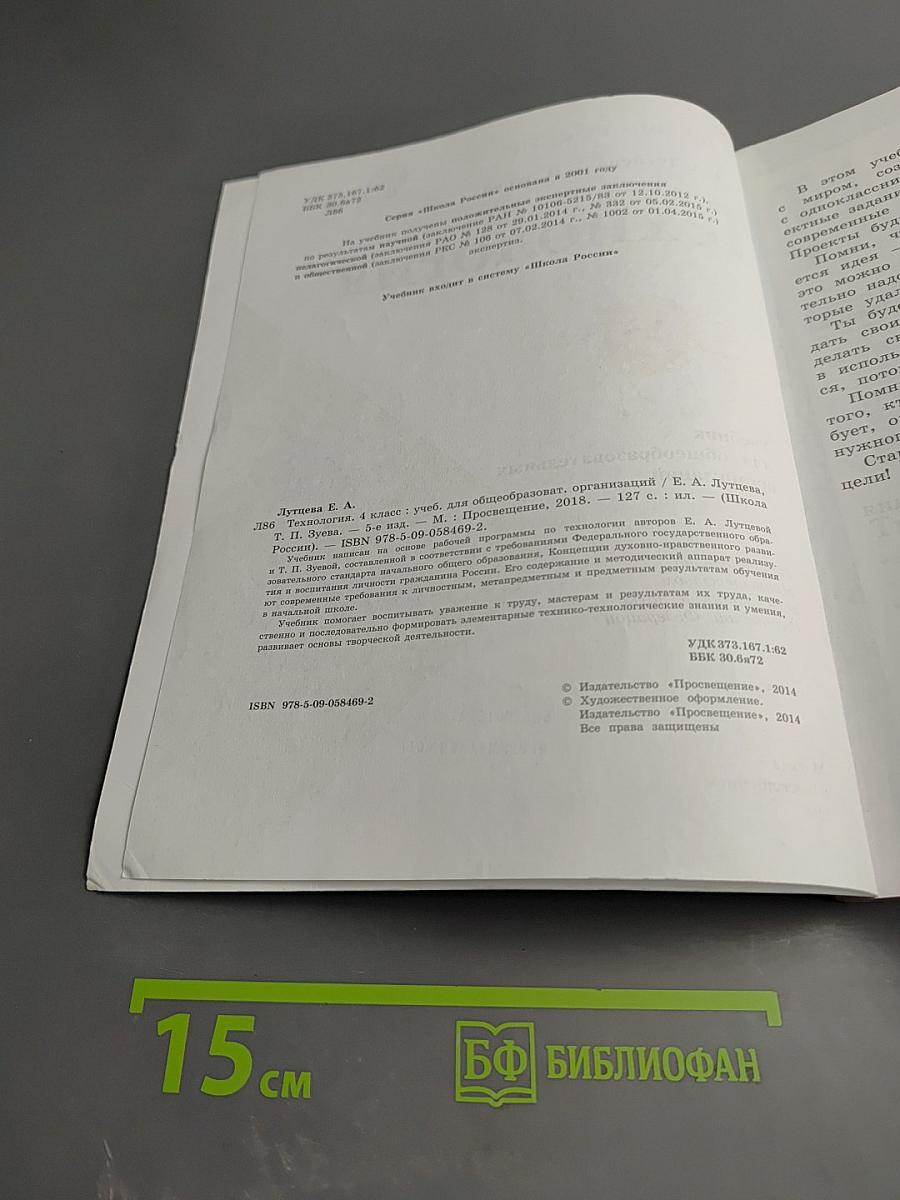 УДК 373.167.1:62
ББК 30.6я72
Л86
Серия «Школа России» основана в 2001 году
На учебник получены положительные экспертные заключения
по результатам научной (заключение РАН № 10106-5215/83 от 12.10.2012 г.),
педагогической (заключения РАО № 128 от 29.01.2014 г., № 332 от 05.02.2015 г.)
и общественной (заключения РКС № 106 от 07.02.2014 г., № 1002 от 01.04.2015 г.)
экспертиз.
Учебник входит в систему «Школа России»
Лутцева Е. А.
Л86 Технология. 4 класс : учеб. для общеобразоват. организаций / Е. А. Лутцева,
Т. П. Зуева. — 5-е изд. — М. : Просвещение, 2018. — 127 с. : ил. — (Школа
России). — ISBN 978-5-09-058469-2.
Учебник написан на основе рабочей программы по технологии авторов Е. А. Лутцевой
и Т. П. Зуевой, составленной в соответствии с требованиями Федерального государственного обра-
зовательного стандарта начального общего образования, Концепции духовно-нравственного разви-
тия и воспитания личности гражданина России. Его содержание и методический аппарат реализу-
ют современные требования к личностным, метапредметным и предметным результатам обучения
в начальной школе.
Учебник помогает воспитывать уважение к труду, мастерам и результатам их труда, каче-
ственно и последовательно формировать элементарные технико-технологические знания и умения,
развивает основы творческой деятельности.
УДК 373.167.1:62
ББК 30.6я72
ISBN 978-5-09-058469-2
© Издательство «Просвещение», 2014
© Художественное оформление.
Издательство «Просвещение», 2014
Все права защищены
В этом учеб
с миром, соз
с одноклассни
ектные задани
современные
Проекты буд
Помни, ч
ется идея —
это можно
тельно надо
торые удал
Ты буде
дать свои
делать св
в исполь
ся, пото
Помни
того, кт
бует, о
нужног
Стар
цели!
15 см
БФ БИБЛИОФАН